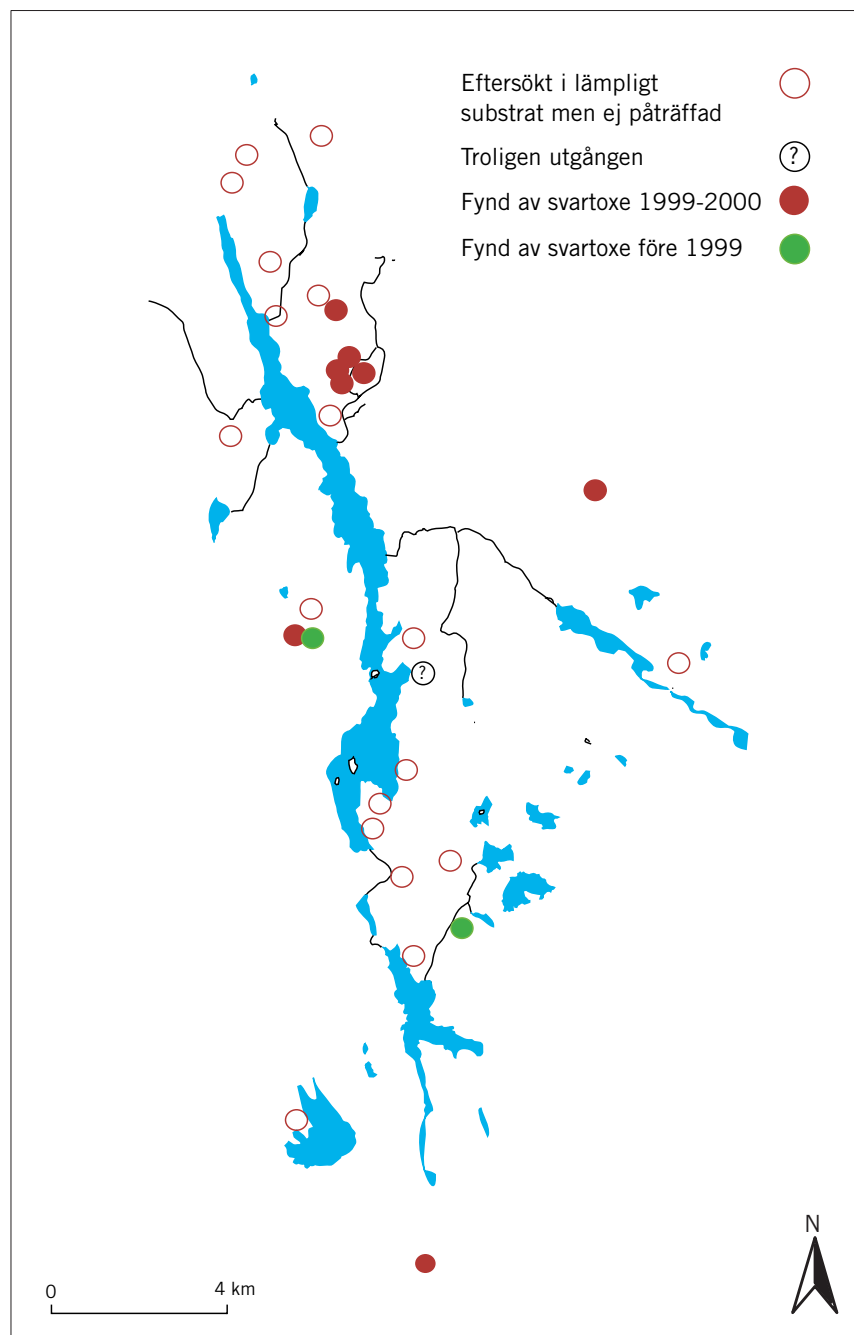 Eftersökt i lämpligt
substrat men ej påträffad
Troligen utgången
?
Fynd av svartoxe 1999-2000
Fynd av svartoxe före 1999
?
N
0
4 km